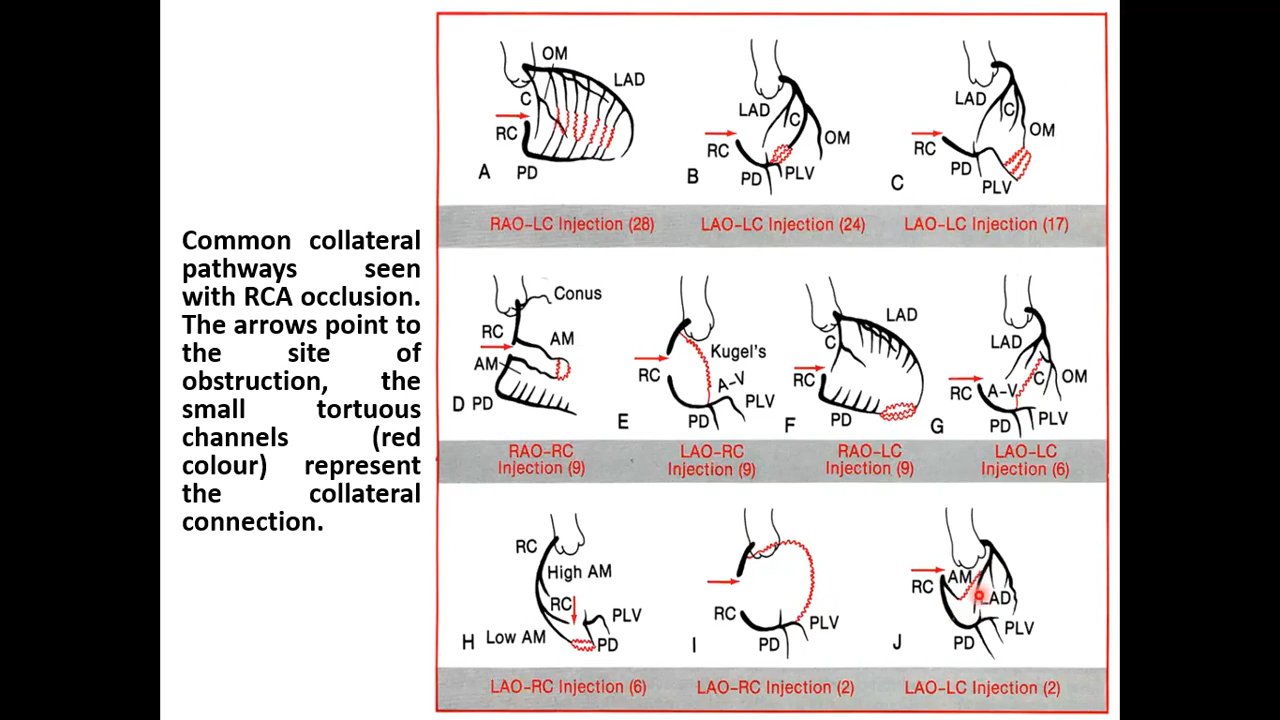 Common collateral
pathways seen
with RCA occlusion.
The arrows point to
the site of
obstruction, the
small tortuous
channels (red
colour) represent
the collateral
connection.
OM
LAD
C
RC
PD
A
LAD
C
OM
RC
PD
PLV
B
LAD
C
OM
RC
PD
PLV
C
RAO-LC Injection (28)
LAO-LC Injection (24)
LAO-LC Injection (17)
Conus
RC
AM
AM
PD
D
Kugel's
RC
A-V
PLV
PD
E
LAD
C
RC
PD
F
LAD
C
OM
RC
A-V
PLV
PD
G
RAO-RC
Injection (9)
LAO-RC
Injection (9)
RAO-LC
Injection (9)
LAO-LC
Injection (6)
RC
High AM
RC
PLV
Low AM
PD
H
RC
PLV
PD
I
AM
RC
LAD
PLV
PD
J
LAO-RC Injection (6)
LAO-RC Injection (2)
LAO-LC Injection (2)